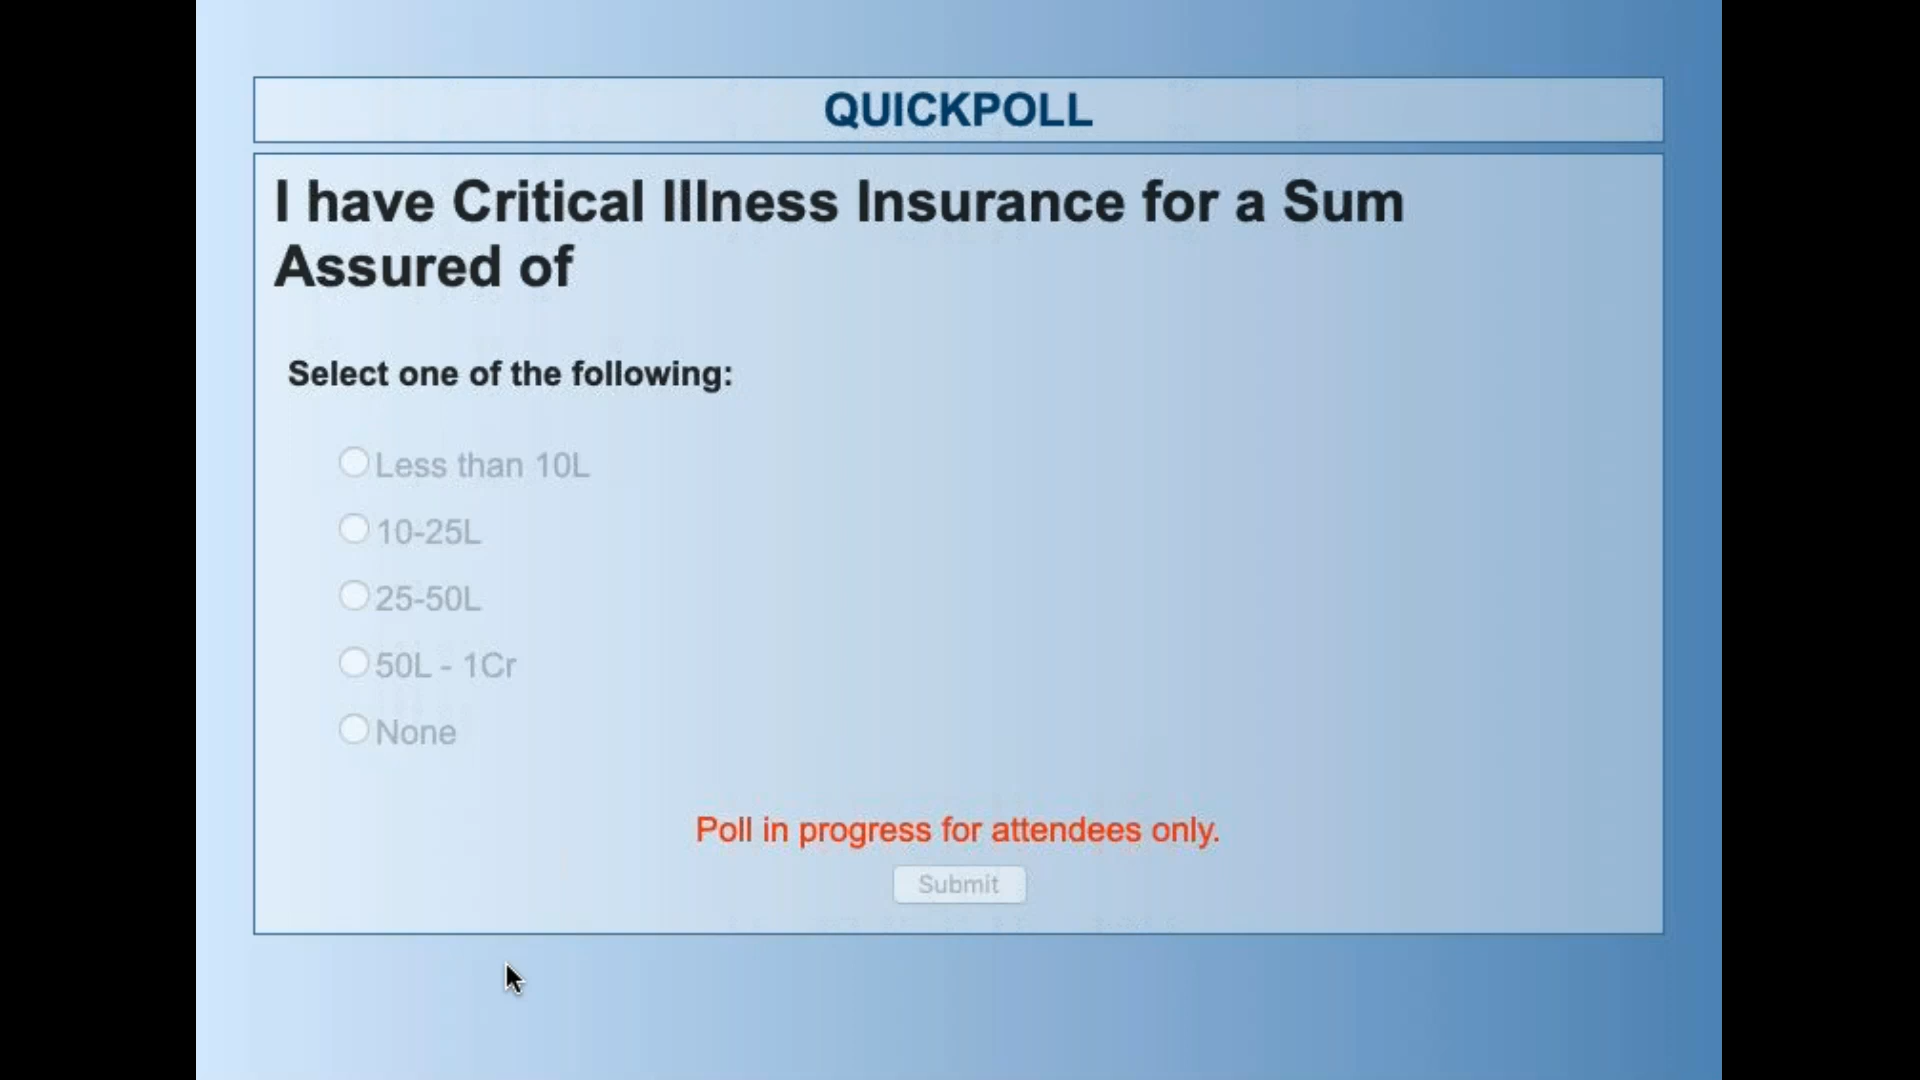 QUICKPOLL
I have Critical Illness Insurance for a Sum
Assured of
Select one of the following:
Less than 10L
10-25L
25-50L
50L - 1Cr
None
Poll in progress for attendees only.
Submit